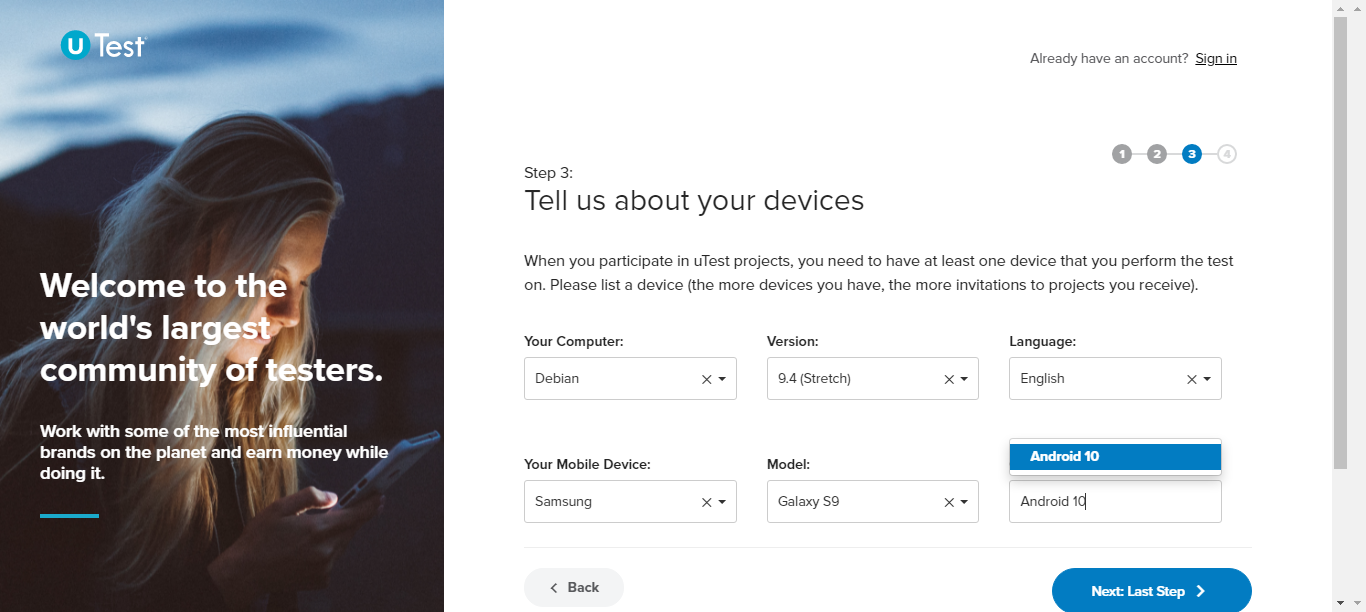 uTest
Already have an account? Sign in
1 2 3 4
Step 3:
Tell us about your devices
When you participate in uTest projects, you need to have at least one device that you perform the test
on. Please list a device (the more devices you have, the more invitations to projects you receive).
Your Computer: Version: Language:
Debian 9.4 (Stretch) English
Your Mobile Device: Model: Android 10
Samsung Galaxy S9 Android 10
Back Next: Last Step
Welcome to the
world's largest
community of testers.
Work with some of the most influential
brands on the planet and earn money while
doing it.